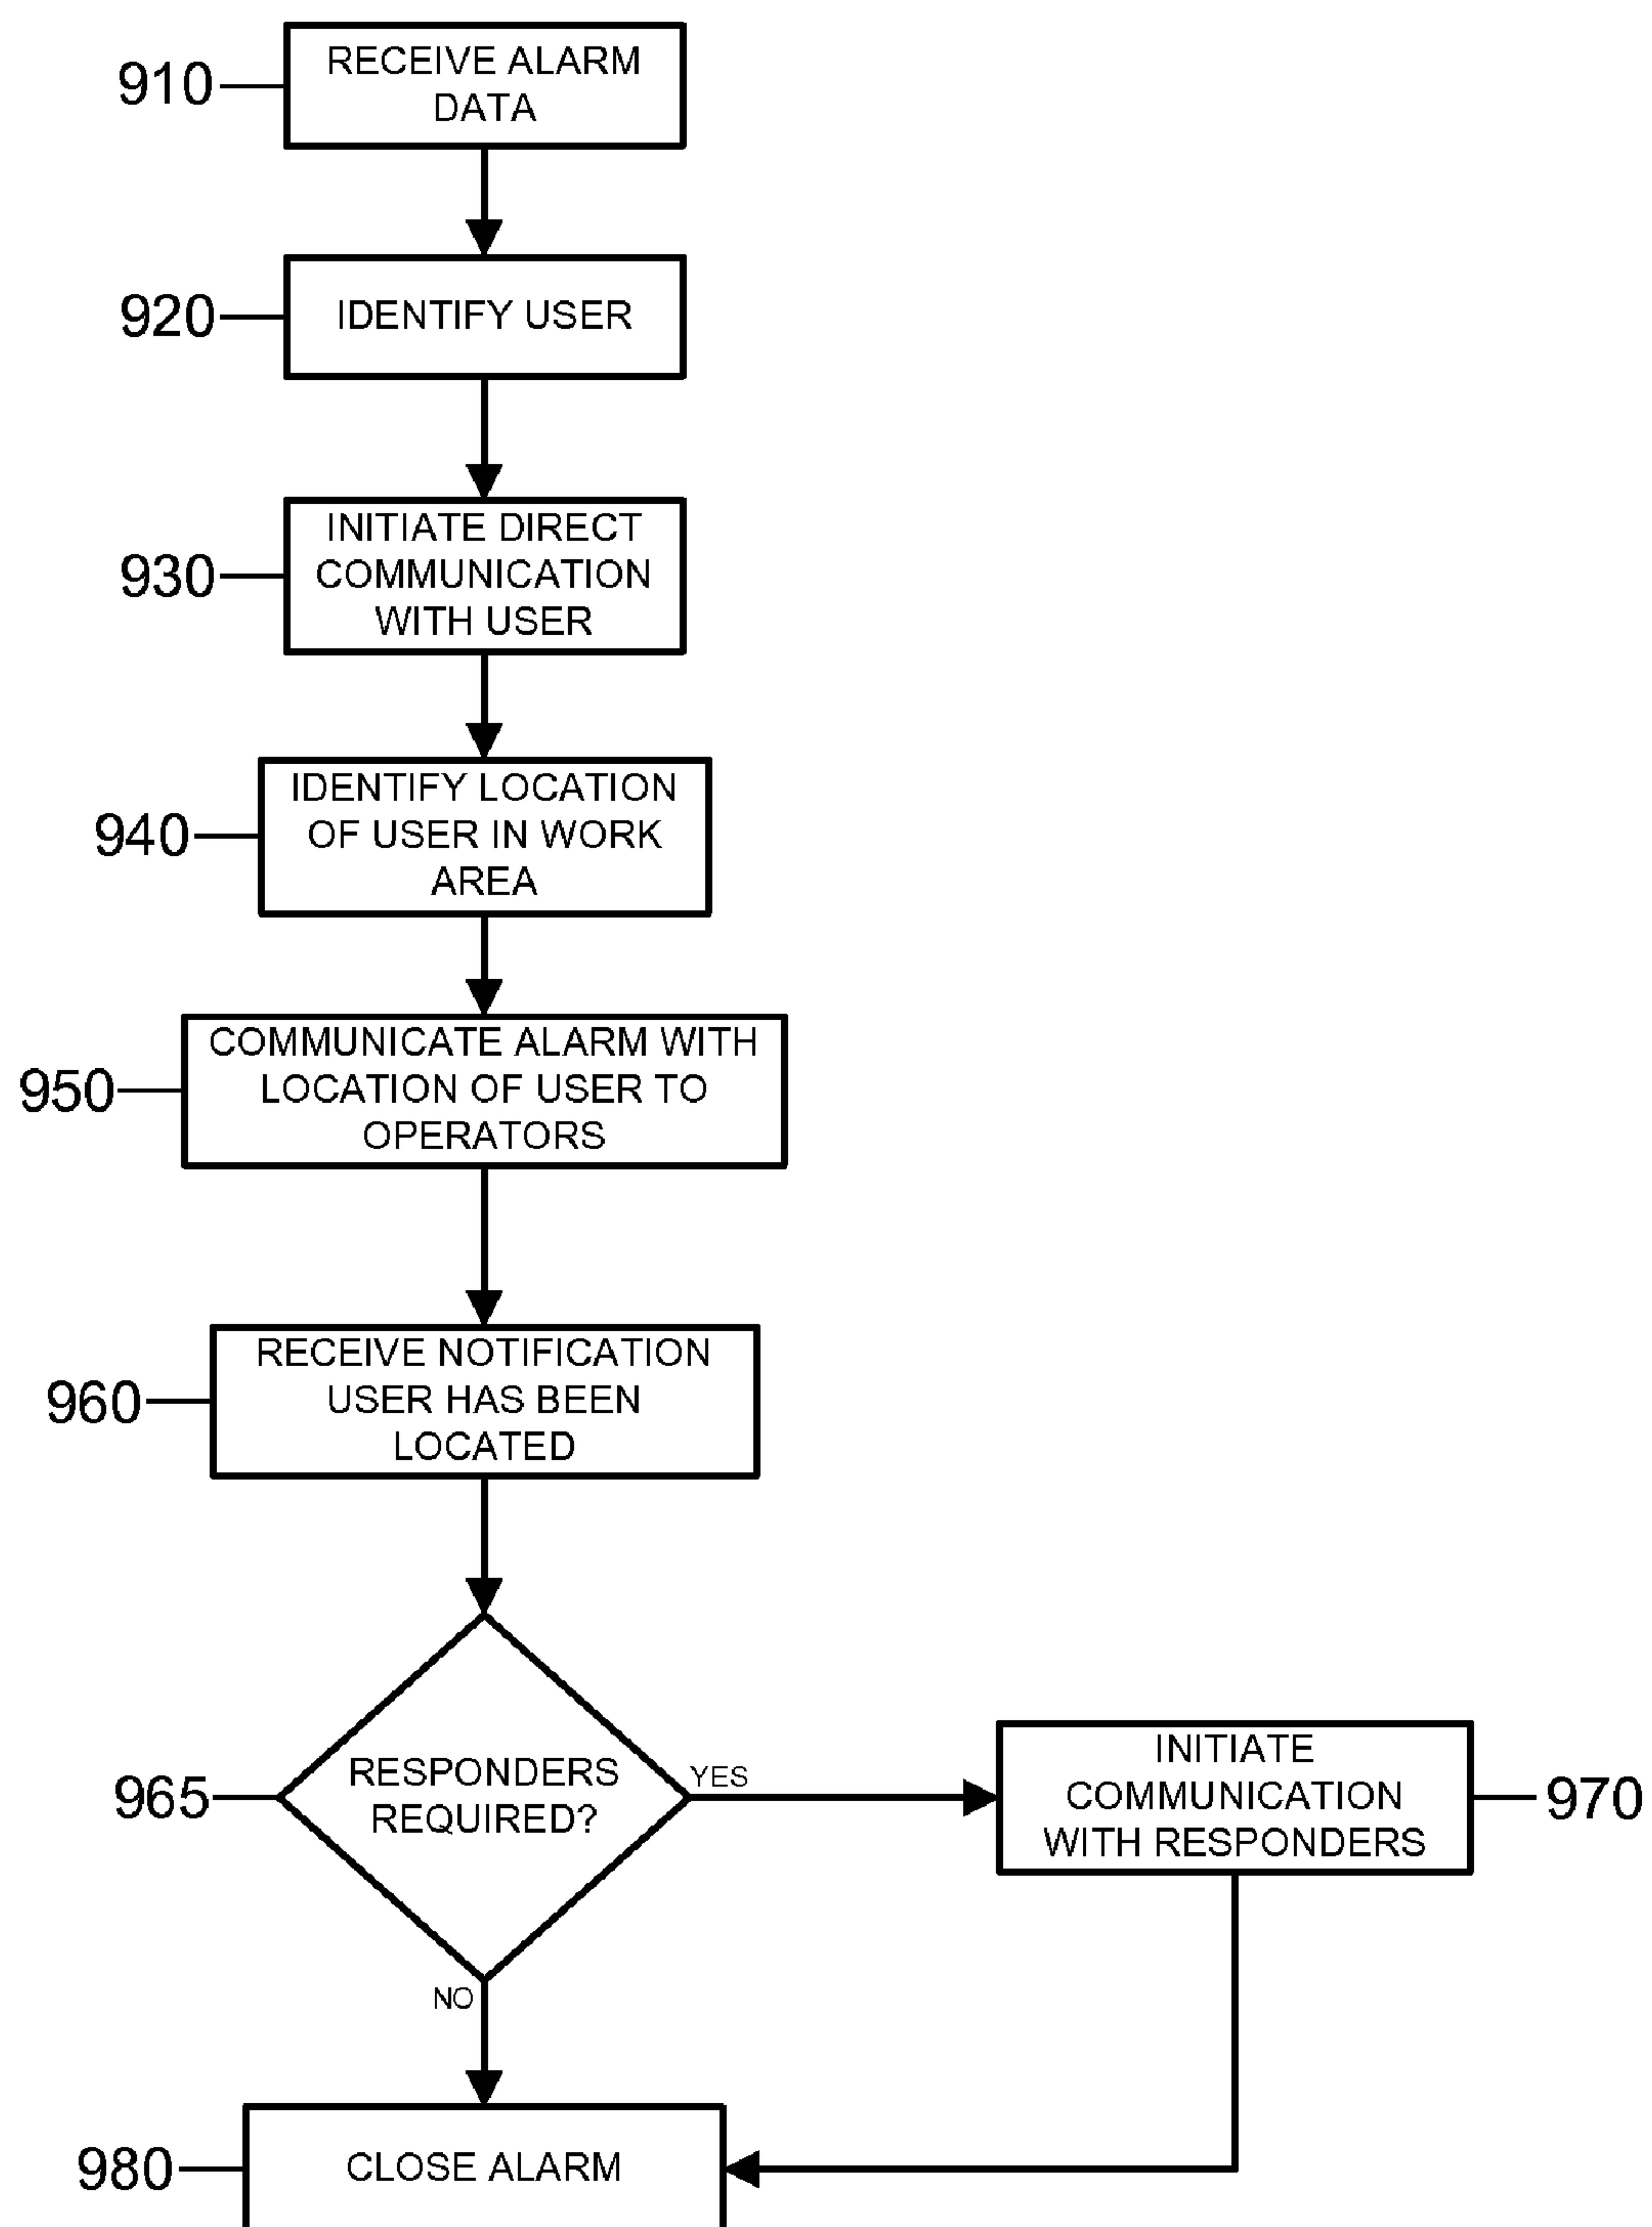 910
RECEIVE ALARM
DATA
920
IDENTIFY USER
930
INITIATE DIRECT
COMMUNICATION
WITH USER
940
IDENTIFY LOCATION
OF USER IN WORK
AREA
950
COMMUNICATE ALARM WITH
LOCATION OF USER TO
OPERATORS
960
RECEIVE NOTIFICATION
USER HAS BEEN
LOCATED
965
RESPONDERS
REQUIRED?
YES
INITIATE
COMMUNICATION
WITH RESPONDERS
970
NO
980
CLOSE ALARM